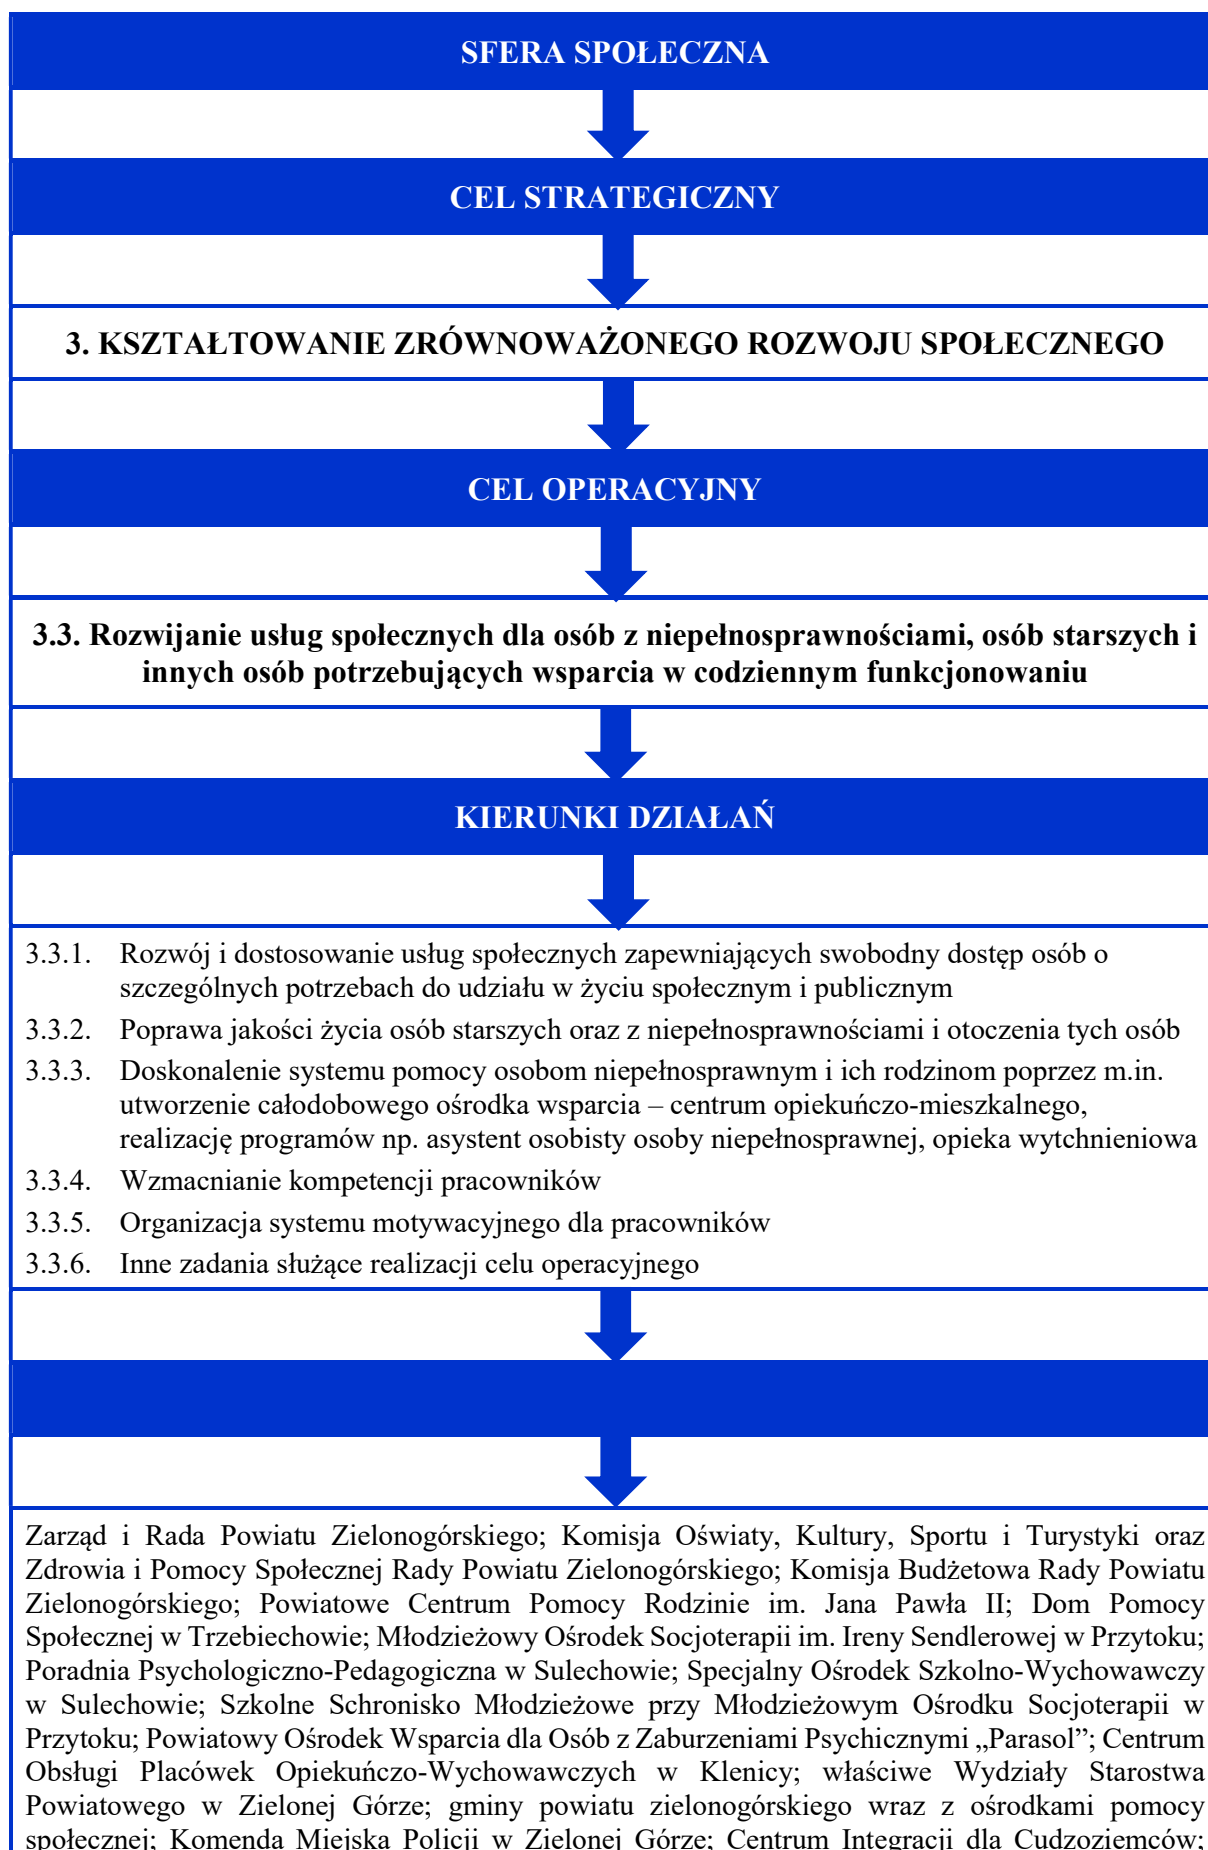 SFERA SPOŁECZNA
CEL STRATEGICZNY
3. KSZTAŁTOWANIE ZRÓWNOWAŻONEGO ROZWOJU SPOŁECZNEGO
CEL OPERACYJNY
3.3. Rozwijanie usług społecznych dla osób z niepełnosprawnościami, osób starszych i
innych osób potrzebujących wsparcia w codziennym funkcjonowaniu
KIERUNKI DZIAŁAŃ
3.3.1. Rozwój i dostosowanie usług społecznych zapewniających swobodny dostęp osób o
szczególnych potrzebach do udziału w życiu społecznym i publicznym
3.3.2. Poprawa jakości życia osób starszych oraz z niepełnosprawnościami i otoczenia tych osób
3.3.3. Doskonalenie systemu pomocy osobom niepełnosprawnym i ich rodzinom poprzez m.in.
utworzenie całodobowego ośrodka wsparcia – centrum opiekuńczo-mieszkalnego,
realizację programów np. asystent osobisty osoby niepełnosprawnej, opieka wytchnieniowa
3.3.4. Wzmacnianie kompetencji pracowników
3.3.5. Organizacja systemu motywacyjnego dla pracowników
3.3.6. Inne zadania służące realizacji celu operacyjnego
Zarząd i Rada Powiatu Zielonogórskiego; Komisja Oświaty, Kultury, Sportu i Turystyki oraz
Zdrowia i Pomocy Społecznej Rady Powiatu Zielonogórskiego; Komisja Budżetowa Rady Powiatu
Zielonogórskiego; Powiatowe Centrum Pomocy Rodzinie im. Jana Pawła II; Dom Pomocy
Społecznej w Trzebiechowie; Młodzieżowy Ośrodek Socjoterapii im. Ireny Sendlerowej w Przytoku;
Poradnia Psychologiczno-Pedagogiczna w Sulechowie; Specjalny Ośrodek Szkolno-Wychowawczy
w Sulechowie; Szkolne Schronisko Młodzieżowe przy Młodzieżowym Ośrodku Socjoterapii w
Przytoku; Powiatowy Ośrodek Wsparcia dla Osób z Zaburzeniami Psychicznymi „Parasol”; Centrum
Obsługi Placówek Opiekuńczo-Wychowawczych w Klenicy; właściwe Wydziały Starostwa
Powiatowego w Zielonej Górze; gminy powiatu zielonogórskiego wraz z ośrodkami pomocy
społecznej; Komenda Miejska Policji w Zielonej Górze; Centrum Integracji dla Cudzoziemców;